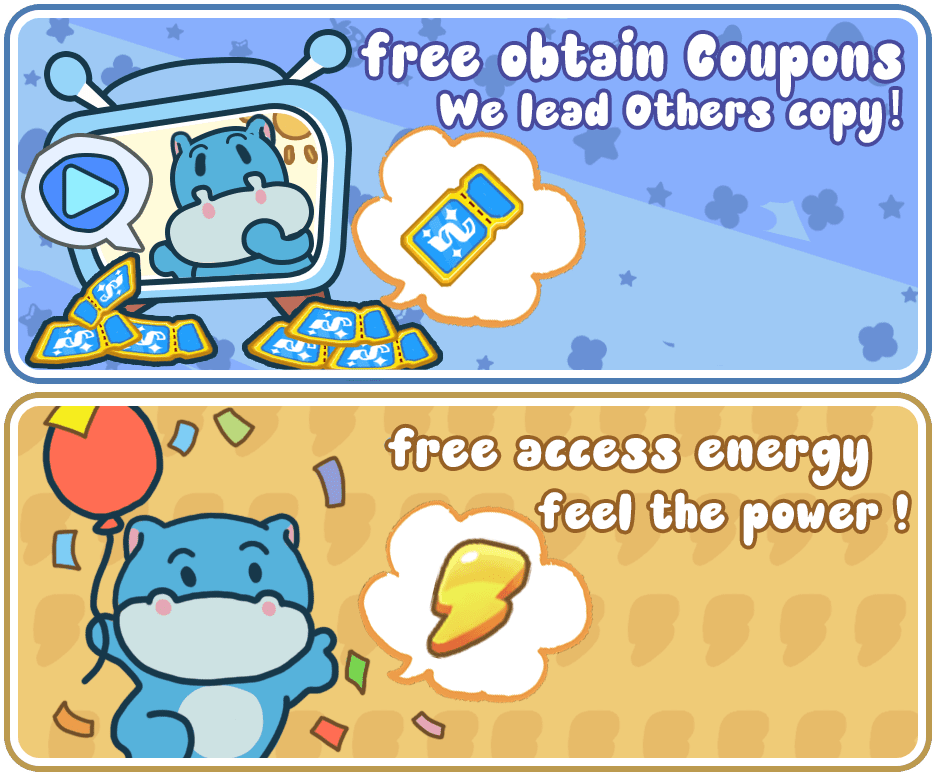 free obtain Coupons
We lead Others copy!
free access energy
feel the power !